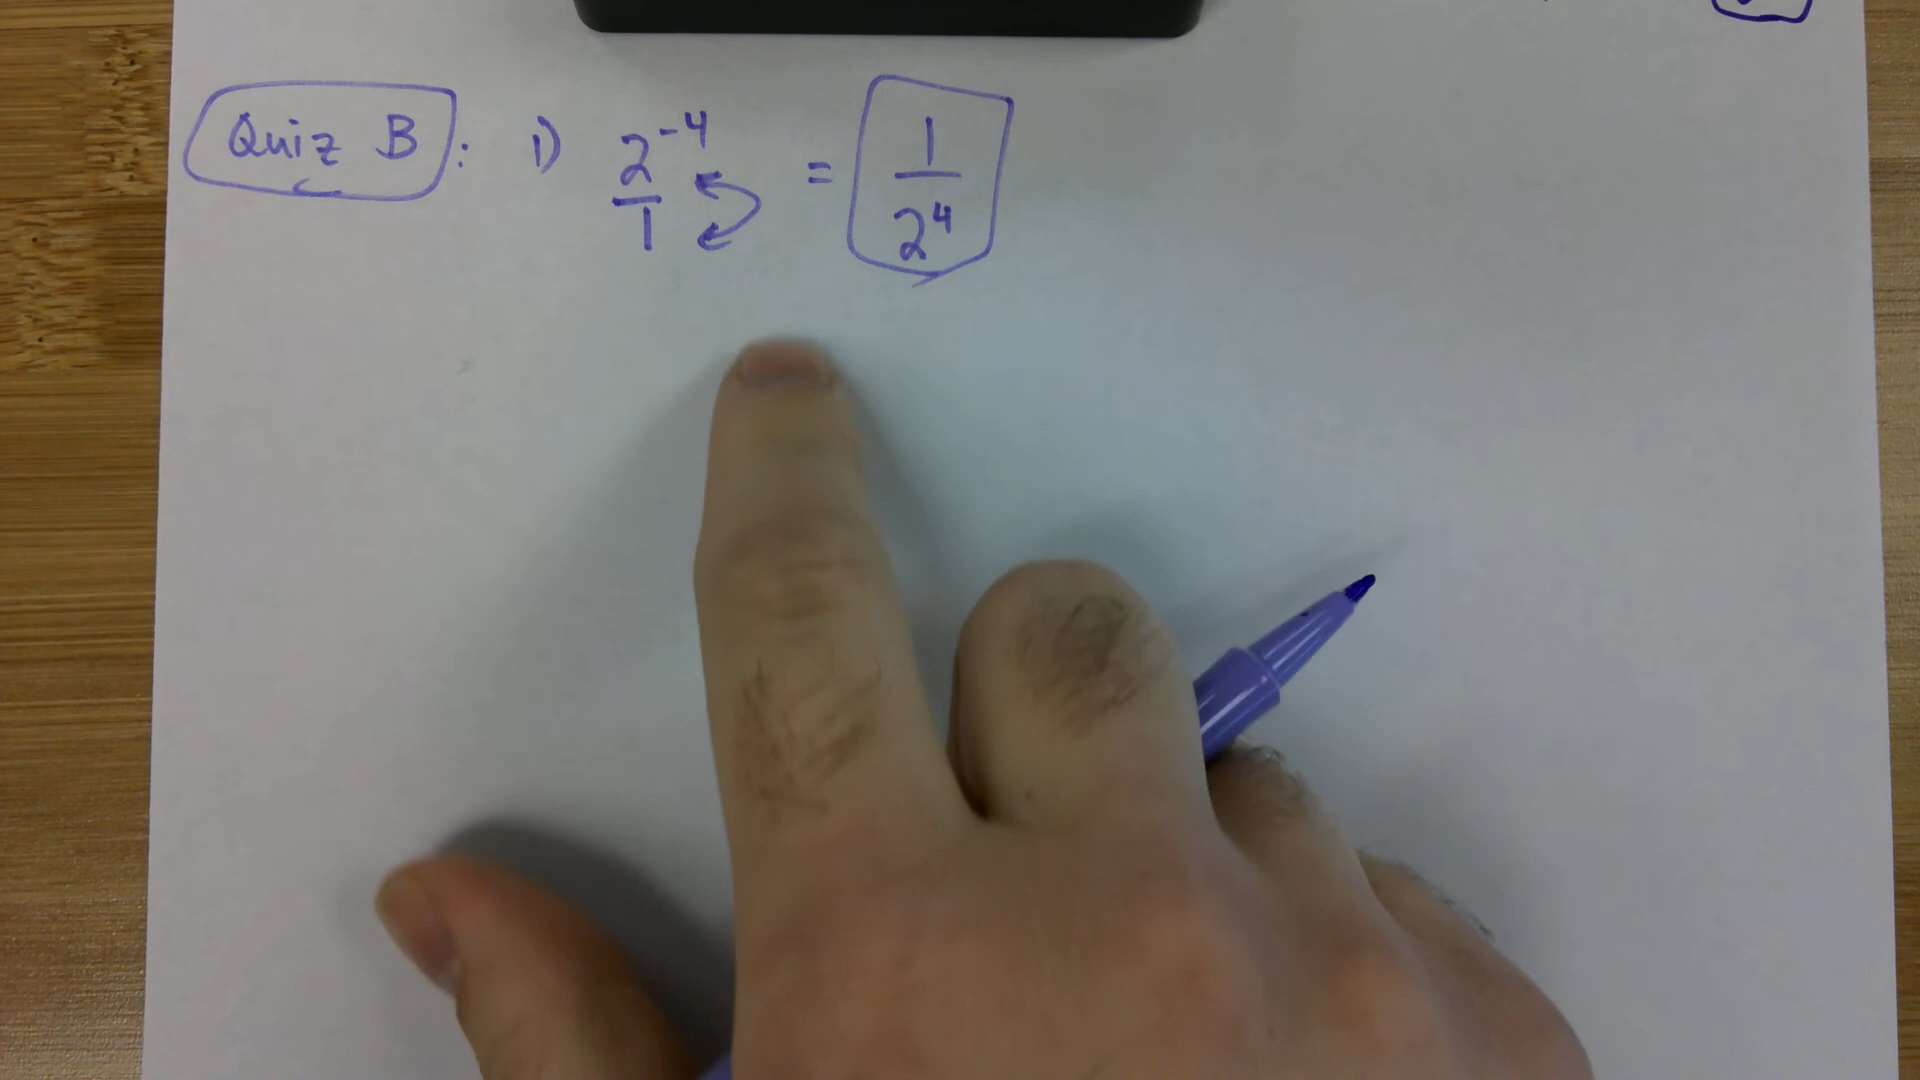 Quiz B : 1) 2^-4/1 = 1/2^4